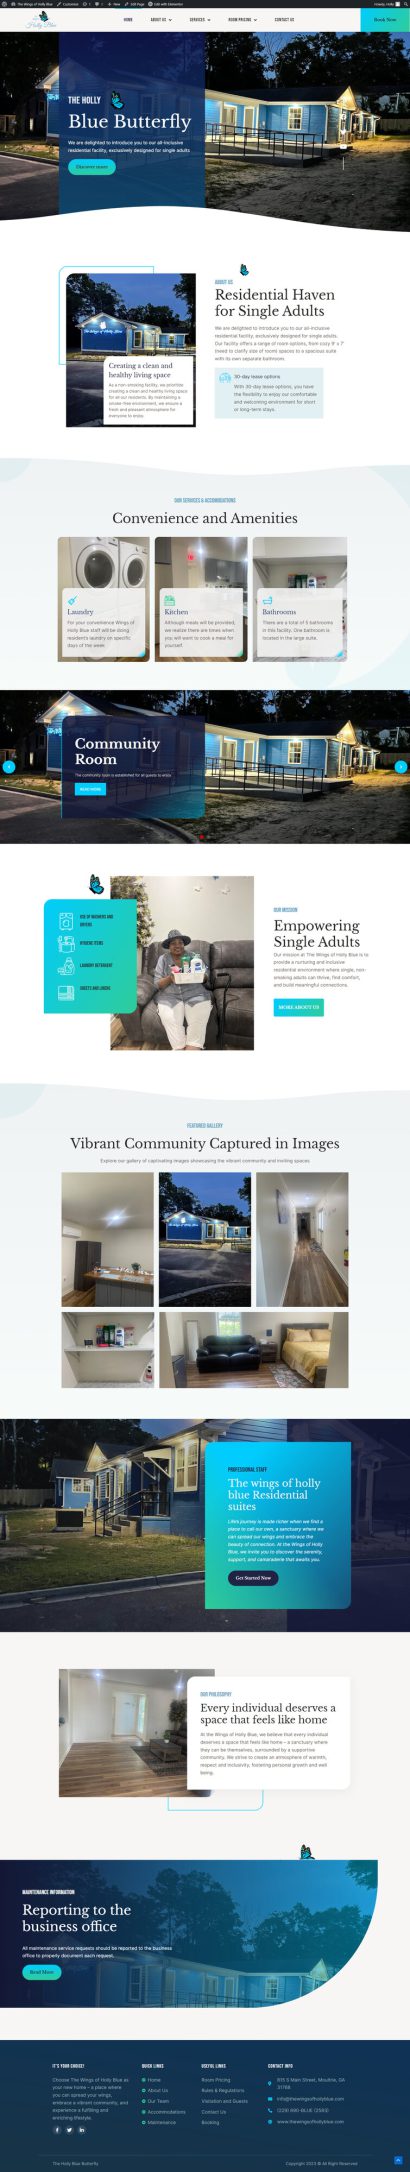 The Wings of Holly Blue
Customize
New
Edit Page
Edit with Elementor
Howdy, Holly
Holly Blue
HOME
ABOUT US
SERVICES
ROOM PRICING
CONTACT US
Book Now
THE HOLLY
Blue Butterfly
We are delighted to introduce you to our all-inclusive
residential facility, exclusively designed for single adults
Discover more
ABOUT US
Residential Haven
for Single Adults
We are delighted to introduce you to our all-inclusive
residential facility, exclusively designed for single adults.
Our facility offers a range of room options, from cozy 9' x 7'
(need to clarify size of room) spaces to a spacious suite
with its own separate bathroom.
30-day lease options
With 30-day lease options, you have
the flexibility to enjoy our comfortable
and welcoming environment for short
or long-term stays.
The Wings of Holly Blue
Creating a clean and
healthy living space
As a non-smoking facility, we prioritize
creating a clean and healthy living space
for all our residents. By maintaining a
smoke-free environment, we ensure a
fresh and pleasant atmosphere for
everyone to enjoy.
OUR SERVICES & ACCOMODATIONS
Convenience and Amenities
Laundry
For your convenience Wings of
Holly Blue staff will be doing
resident's laundry on specific
days of the week.
Kitchen
Although meals will be provided,
we realize there are times when
you will want to cook a meal for
yourself.
Bathrooms
There are a total of 5 bathrooms
in this facility. One bathroom is
located in the large suite.
Community
Room
The community room is established for all guests to enjoy
READ MORE
USE OF WASHERS AND
DRYERS
HYGIENE ITEMS
LAUNDRY DETERGENT
SHEETS AND LINENS
OUR MISSION
Empowering
Single Adults
Our mission at The Wings of Holly Blue is to
provide a nurturing and inclusive
residential environment where single, non-
smoking adults can thrive, find comfort,
and build meaningful connections.
MORE ABOUT US
FEATURED GALLERY
Vibrant Community Captured in Images
Explore our gallery of captivating images showcasing the vibrant community and inviting spaces
The Wings of Holly Blue
PROFESSIONAL STAFF
The wings of holly
blue Residential
suites
Life's journey is made richer when we find a
place to call our own, a sanctuary where we
can spread our wings and embrace the
beauty of connection. At the Wings of Holly
Blue, we invite you to discover the serenity,
support, and camaraderie that awaits you.
Get Started Now
OUR PHILOSOPHY
Every individual deserves a
space that feels like home
At the Wings of Holly Blue, we believe that every individual
deserves a space that feels like home – a sanctuary where
they can be themselves, surrounded by a supportive
community. We strive to create an atmosphere of warmth,
respect and inclusivity, fostering personal growth and well
being.
MAINTENANCE INFORMATION
Reporting to the
business office
All maintenance service requests should be reported to the business
office to properly document each request.
Read More
IT'S YOUR CHOICE!
Choose The Wings of Holly Blue as
your new home – a place where
you can spread your wings,
embrace a vibrant community, and
experience a fulfilling and
enriching lifestyle.
QUICK LINKS
Home
About Us
Our Team
Accommodations
Maintenance
USEFUL LINKS
Room Pricing
Rules & Regulations
Visitation and Guests
Contact Us
Booking
CONTACT INFO
815 S Main Street, Moultrie, GA
31768
info@thewingsofhollyblue.com
(229) 890-BLUE (2583)
www.thewingsofhollyblue.com
The Holly Blue Butterfly
Copyright 2023 © All Right Reserved